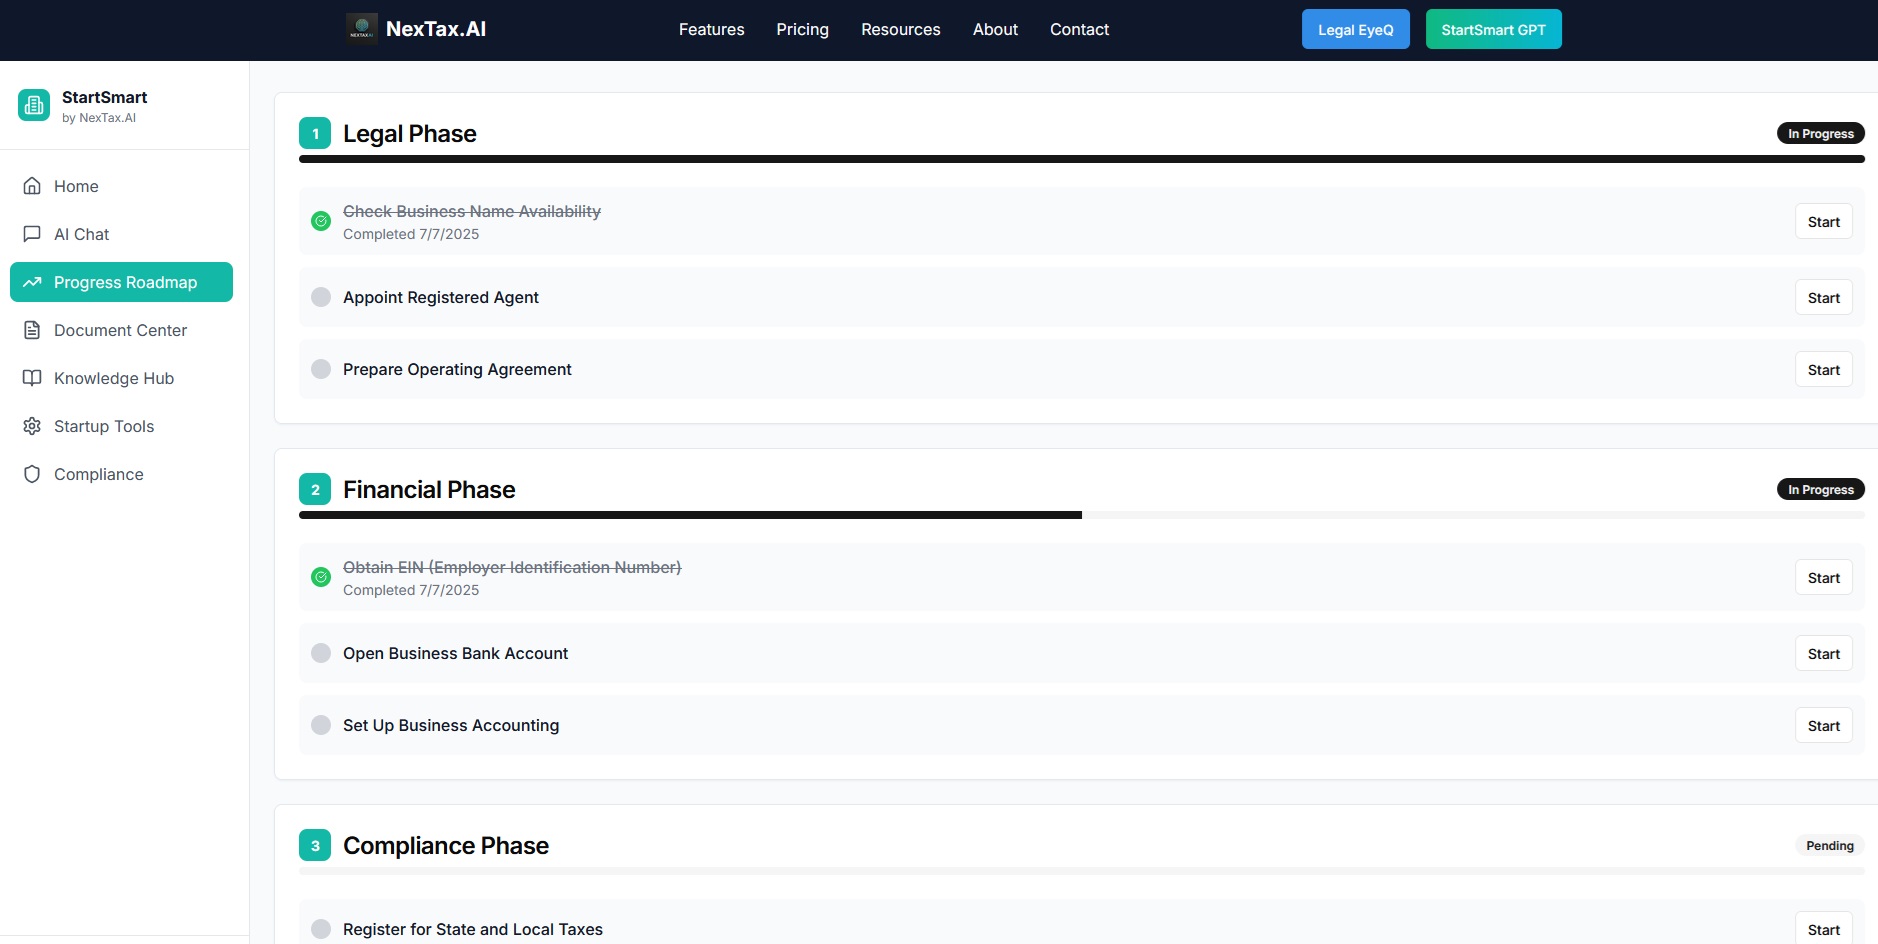 NEXTAXAI
NexTax.AI
Features
Pricing
Resources
About
Contact
Legal EyeQ
StartSmart GPT
StartSmart
by NexTax.AI
Home
AI Chat
Progress Roadmap
Document Center
Knowledge Hub
Startup Tools
Compliance
1
Legal Phase
In Progress
Check Business Name Availability
Completed 7/7/2025
Start
Appoint Registered Agent
Start
Prepare Operating Agreement
Start
2
Financial Phase
In Progress
Obtain EIN (Employer Identification Number)
Completed 7/7/2025
Start
Open Business Bank Account
Start
Set Up Business Accounting
Start
3
Compliance Phase
Pending
Register for State and Local Taxes
Start